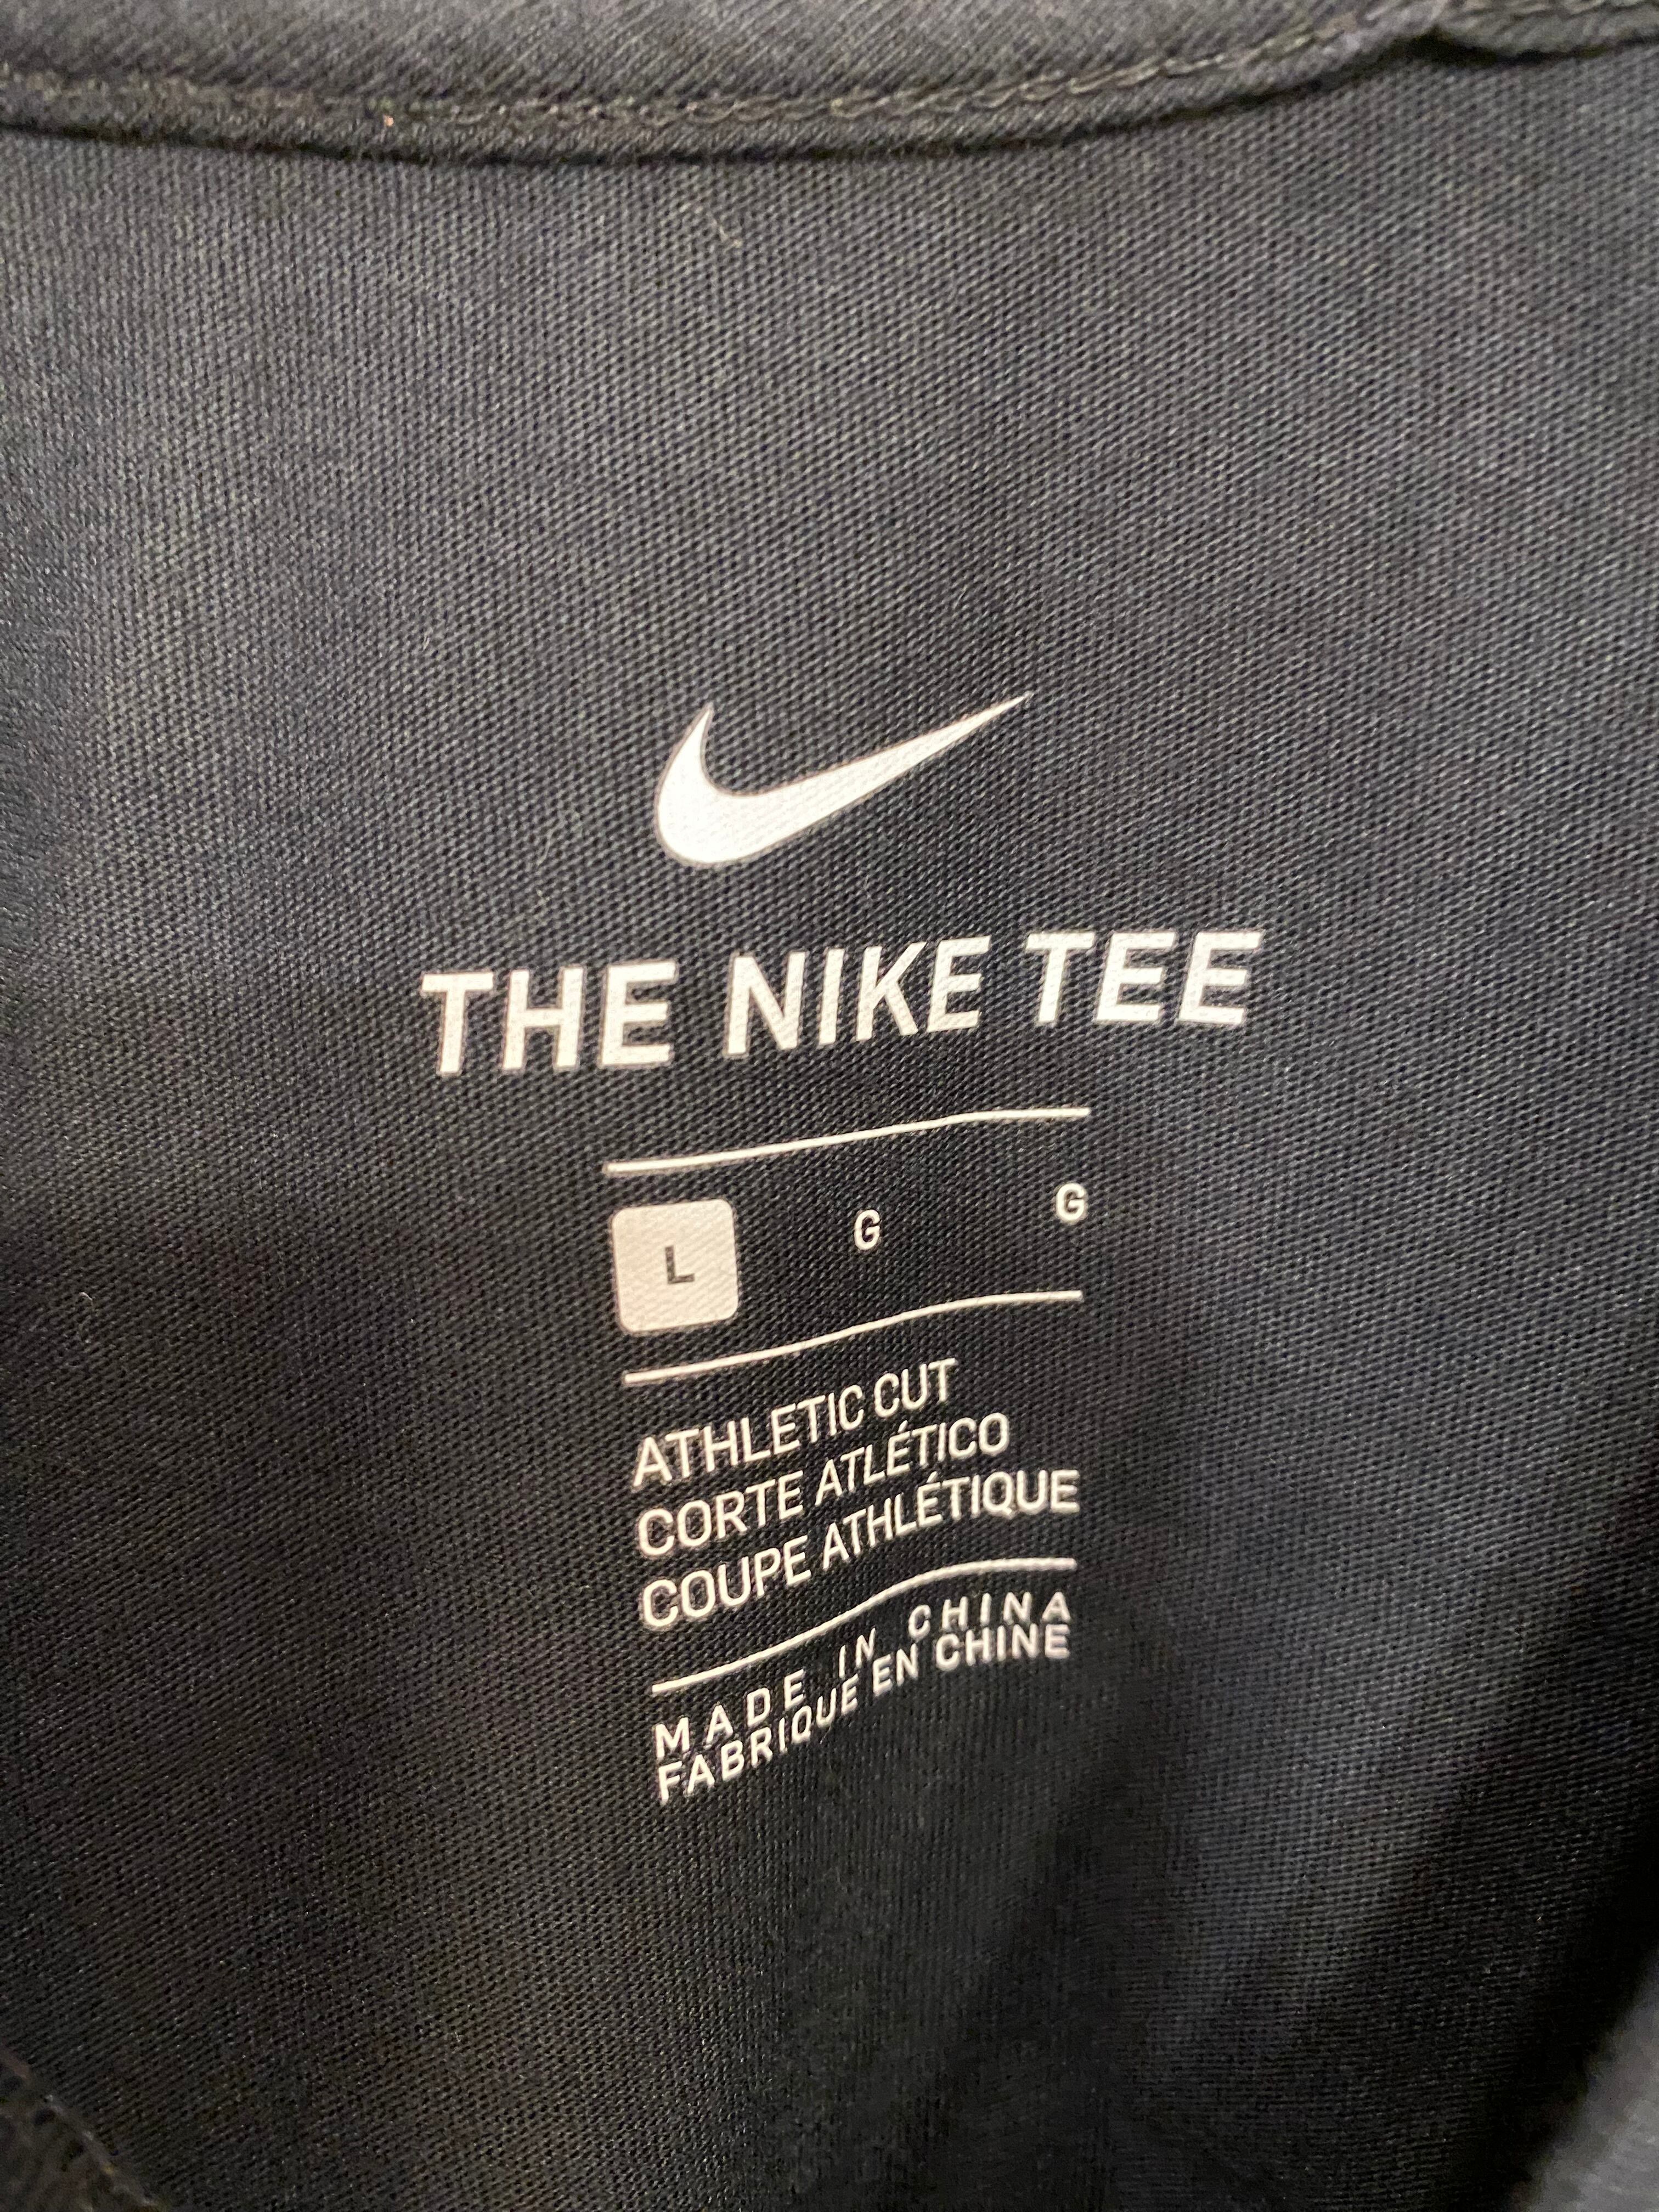 THE NIKE TEE
L G G
ATHLETIC CUT
CORTE ATLÉTICO
COUPE ATHLÉTIQUE
MADE IN CHINA
FABRIQUE EN CHINE